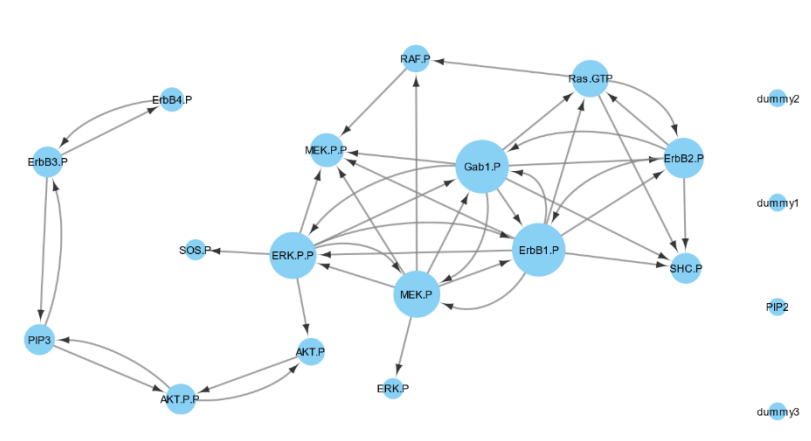 RAF.P
Ras.GTP
ErbB4.P
dummy2
MEK.P.P
ErbB3.P
Gab1.P
ErbB2.P
dummy1
SOS.P
ERK.P.P
ErbB1.P
SHC.P
MEK.P
PIP2
PIP3
AKT.P
ERK.P
AKT.P.P
dummy3